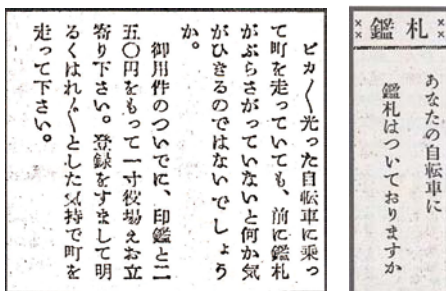 鑑札
あなたの自転車に
鑑札はついておりますか
ピカ〱光った自転車に乗っ
て町を走っていても、前に鑑札
がぶらさがっていないと何か気
がひきるのではないでしょう
か。
御用件のついでに、印鑑と二
五〇円をもって一寸役場えお立
寄り下さい。登録をすまして明
るくはれ〲〱とした気持で町を
走って下さい。